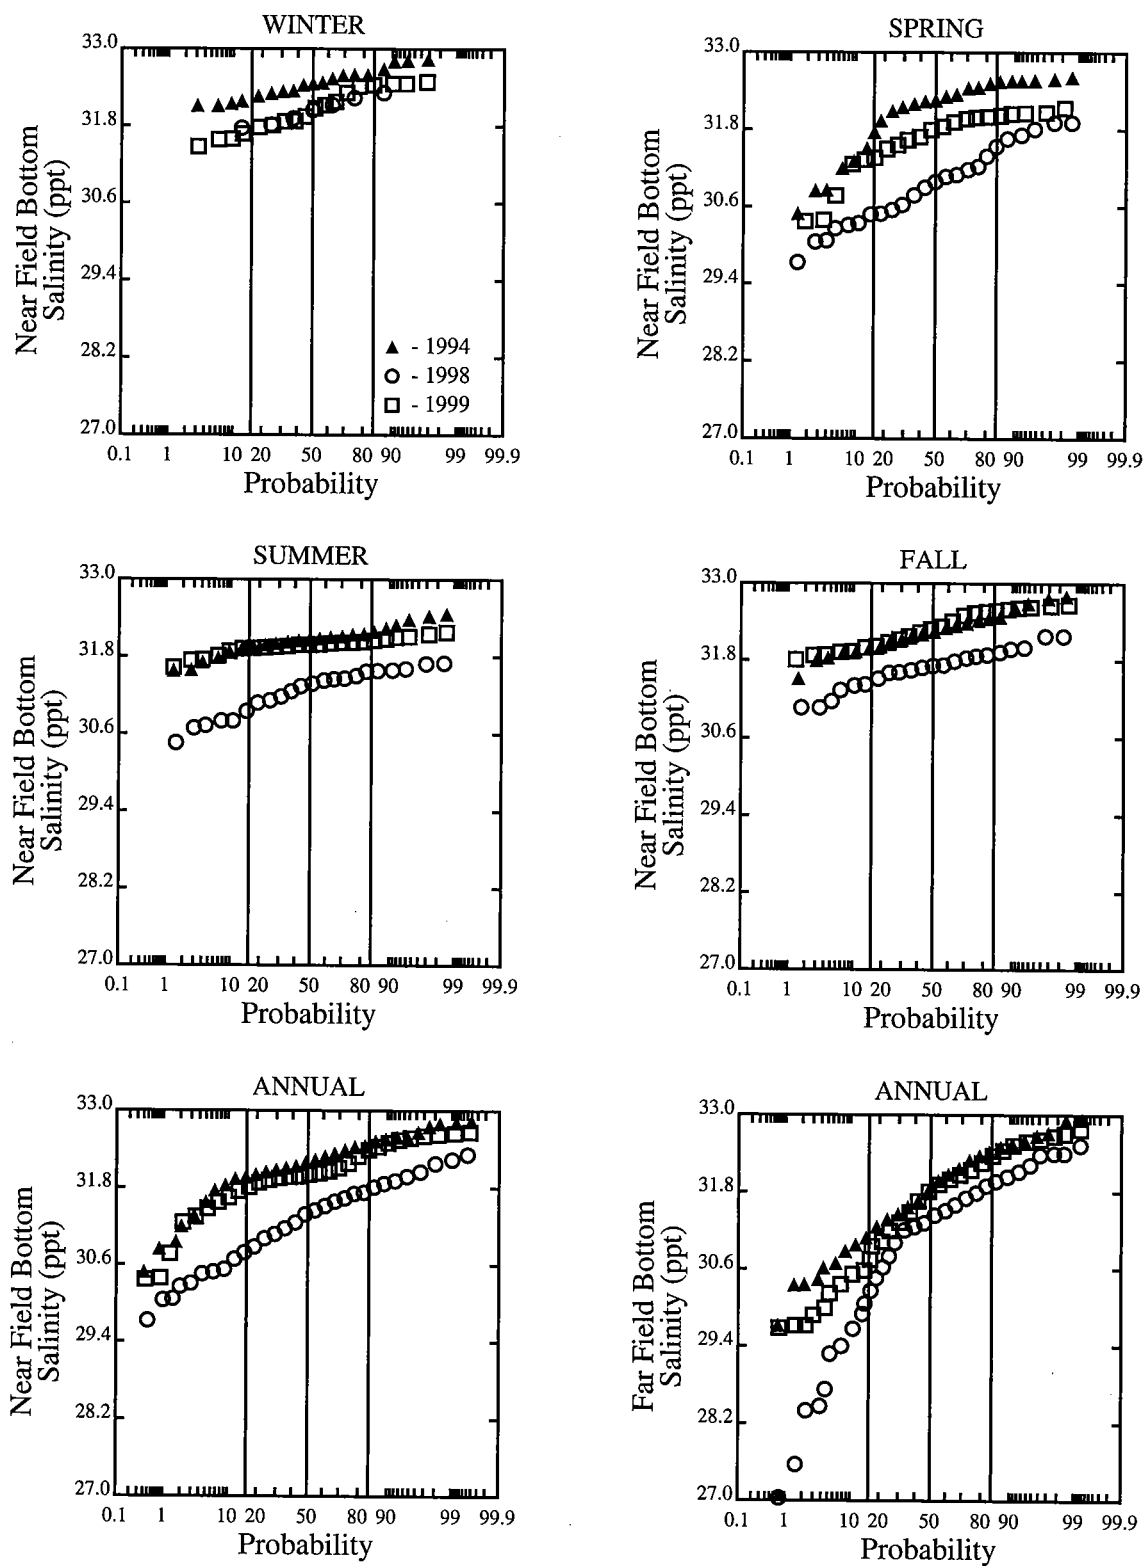 WINTER
33.0
31.8
30.6
29.4
28.2
27.0
Near Field Bottom
Salinity (ppt)
- 1994
- 1998
- 1999
0.1 1 10 20 50 80 90 99 99.9
Probability
SPRING
33.0
31.8
30.6
29.4
28.2
27.0
Near Field Bottom
Salinity (ppt)
0.1 1 10 20 50 80 90 99 99.9
Probability
SUMMER
33.0
31.8
30.6
29.4
28.2
27.0
Near Field Bottom
Salinity (ppt)
0.1 1 10 20 50 80 90 99 99.9
Probability
FALL
33.0
31.8
30.6
29.4
28.2
27.0
Near Field Bottom
Salinity (ppt)
0.1 1 10 20 50 80 90 99 99.9
Probability
ANNUAL
33.0
31.8
30.6
29.4
28.2
27.0
Near Field Bottom
Salinity (ppt)
0.1 1 10 20 50 80 90 99 99.9
Probability
ANNUAL
33.0
31.8
30.6
29.4
28.2
27.0
Far Field Bottom
Salinity (ppt)
0.1 1 10 20 50 80 90 99 99.9
Probability